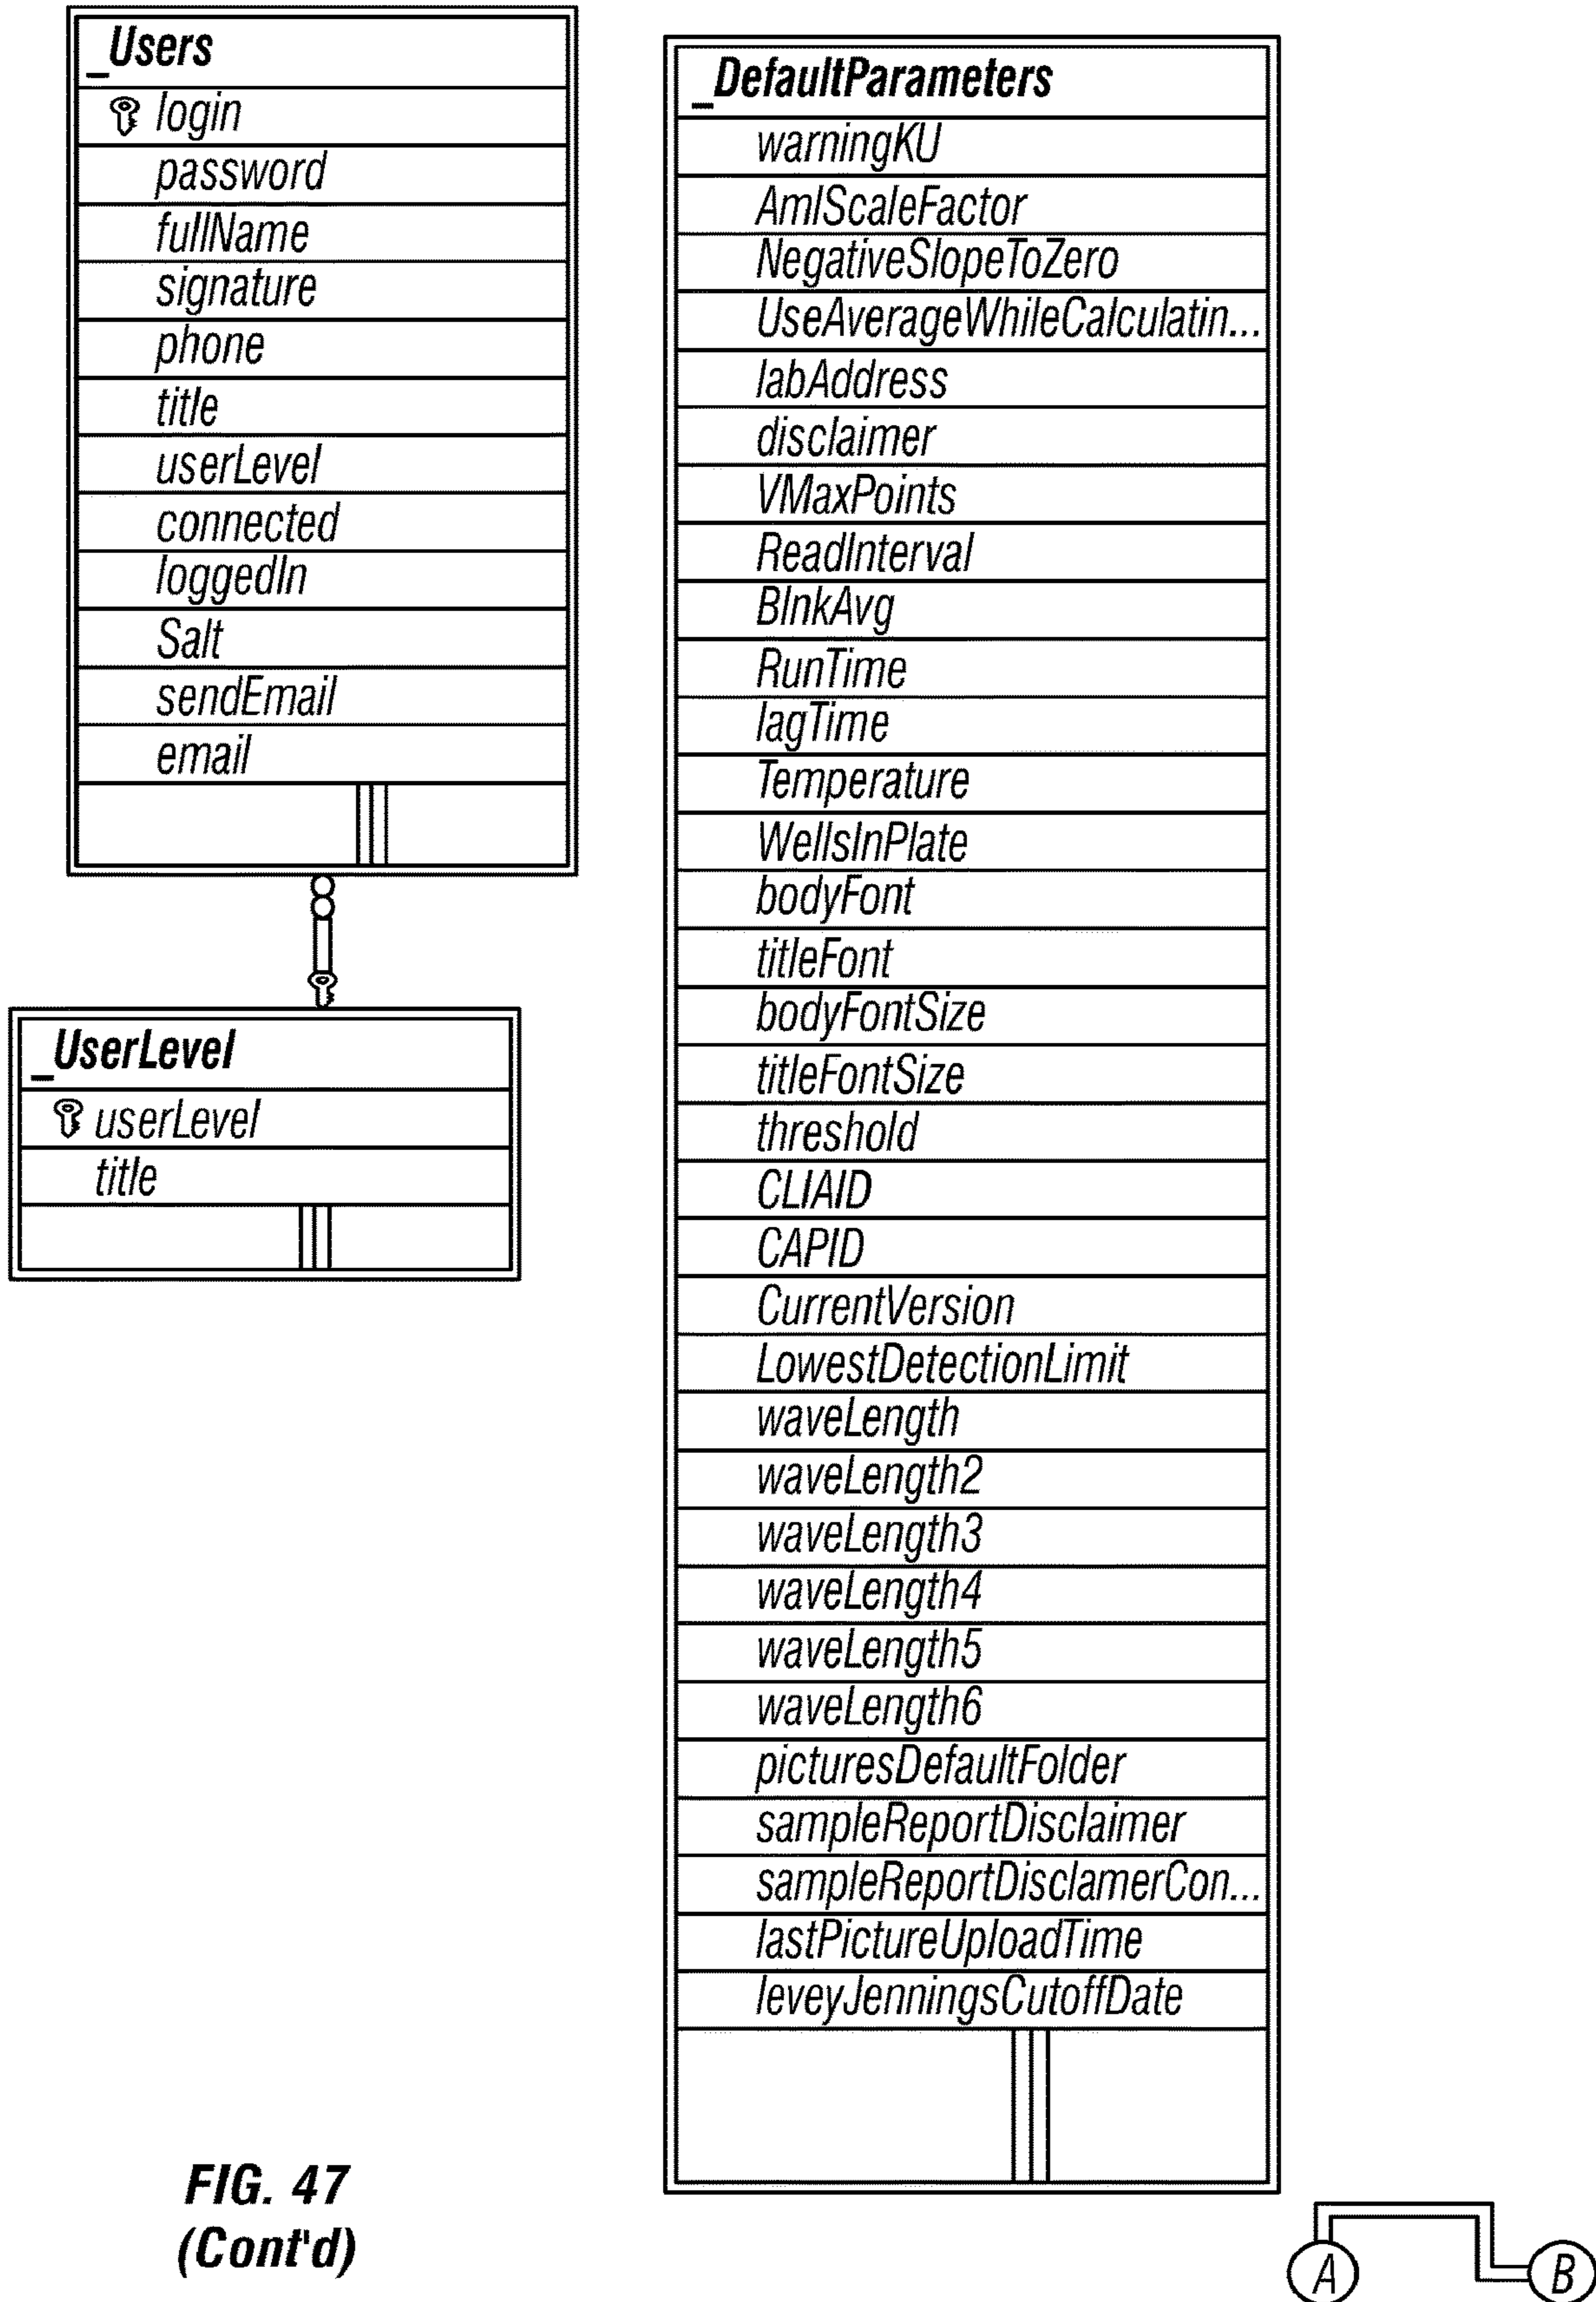 _Users
login
password
fullName
signature
phone
title
userLevel
connected
loggedIn
Salt
sendEmail
email
_UserLevel
userLevel
title
_DefaultParameters
warningKU
AmlScaleFactor
NegativeSlopeToZero
UseAverageWhileCalculatin...
labAddress
disclaimer
VMaxPoints
ReadInterval
BlnkAvg
RunTime
lagTime
Temperature
WellsInPlate
bodyFont
titleFont
bodyFontSize
titleFontSize
threshold
CLIAID
CAPID
CurrentVersion
LowestDetectionLimit
waveLength
waveLength2
waveLength3
waveLength4
waveLength5
waveLength6
picturesDefaultFolder
sampleReportDisclaimer
sampleReportDisclamerCon...
lastPictureUploadTime
leveyJenningsCutoffDate
FIG. 47
(Cont'd)
A
B